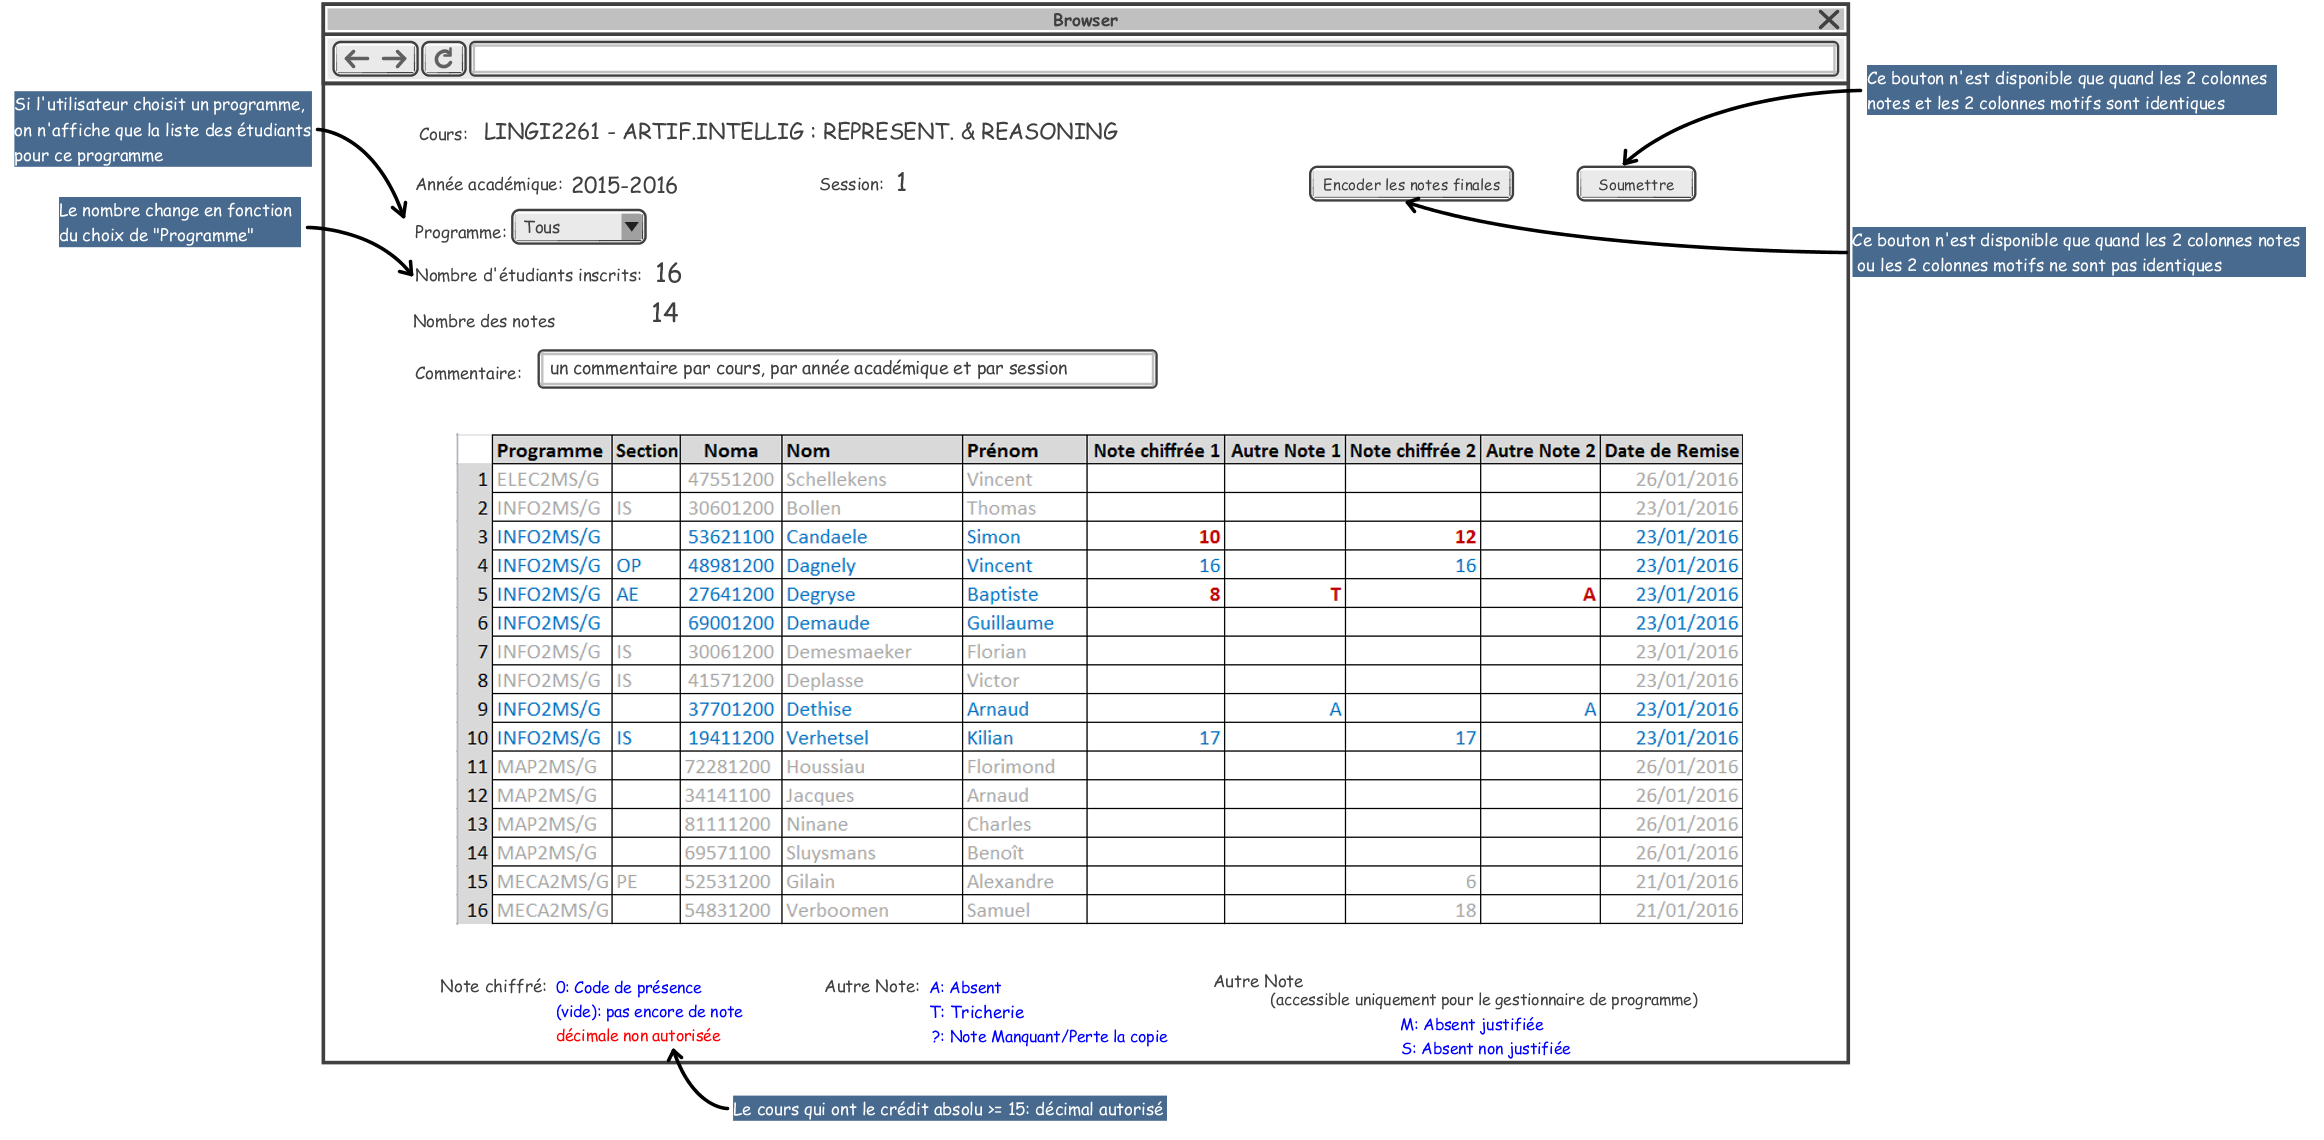 Browser
Si l'utilisateur choisit un programme,
on n'affiche que la liste des étudiants
pour ce programme
Le nombre change en fonction
du choix de "Programme"
Ce bouton n'est disponible que quand les 2 colonnes
notes et les 2 colonnes motifs sont identiques
Ce bouton n'est disponible que quand les 2 colonnes notes
ou les 2 colonnes motifs ne sont pas identiques
Cours: LINGI2261 - ARTIF.INTELLIG : REPRESENT. & REASONING
Année académique: 2015-2016 Session: 1
Encoder les notes finales Soumettre
Programme: Tous
Nombre d'étudiants inscrits: 16
Nombre des notes 14
Commentaire: un commentaire par cours, par année académique et par session
Programme Section Noma Nom Prénom Note chiffrée 1 Autre Note 1 Note chiffrée 2 Autre Note 2 Date de Remise
1 ELEC2MS/G 47551200 Schellekens Vincent 26/01/2016
2 INFO2MS/G IS 30601200 Bollen Thomas 23/01/2016
3 INFO2MS/G 53621100 Candaele Simon 10 12 23/01/2016
4 INFO2MS/G OP 48981200 Dagnely Vincent 16 16 23/01/2016
5 INFO2MS/G AE 27641200 Degryse Baptiste 8 T A 23/01/2016
6 INFO2MS/G 69001200 Demaude Guillaume 23/01/2016
7 INFO2MS/G IS 30061200 Demesmaeker Florian 23/01/2016
8 INFO2MS/G IS 41571200 Deplasse Victor 23/01/2016
9 INFO2MS/G 37701200 Dethise Arnaud A A 23/01/2016
10 INFO2MS/G IS 19411200 Verhetsel Kilian 17 17 23/01/2016
11 MAP2MS/G 72281200 Houssiau Florimond 26/01/2016
12 MAP2MS/G 34141100 Jacques Arnaud 26/01/2016
13 MAP2MS/G 81111200 Ninane Charles 26/01/2016
14 MAP2MS/G 69571100 Sluysmans Benoît 26/01/2016
15 MECA2MS/G PE 52531200 Gilain Alexandre 6 21/01/2016
16 MECA2MS/G 54831200 Verboomen Samuel 18 21/01/2016
Note chiffré: 0: Code de présence
(vide): pas encore de note
décimale non autorisée
Autre Note: A: Absent
T: Tricherie
?: Note Manquant/Perte la copie
Autre Note
(accessible uniquement pour le gestionnaire de programme)
M: Absent justifiée
S: Absent non justifiée
Le cours qui ont le crédit absolu >= 15: décimal autorisé